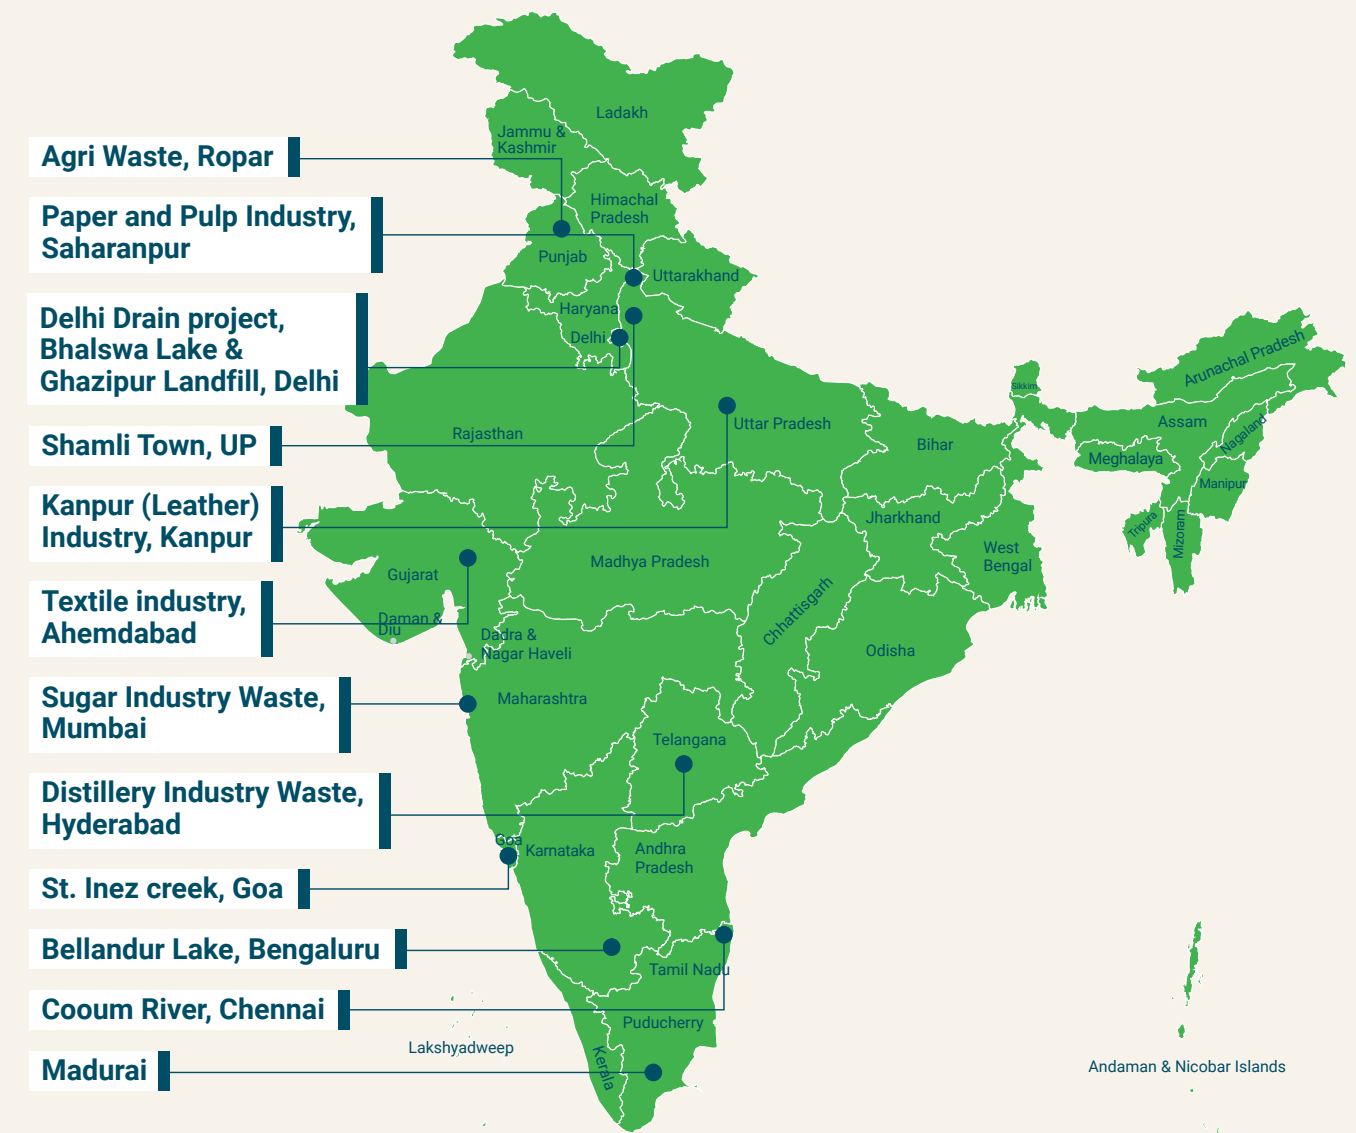 Agri Waste, Ropar
Paper and Pulp Industry,
Saharanpur
Delhi Drain project,
Bhalswa Lake &
Ghazipur Landfill, Delhi
Shamli Town, UP
Kanpur (Leather)
Industry, Kanpur
Textile industry,
Ahemdabad
Sugar Industry Waste,
Mumbai
Distillery Industry Waste,
Hyderabad
St. Inez creek, Goa
Bellandur Lake, Bengaluru
Cooum River, Chennai
Madurai
Ladakh
Jammu &
Kashmir
Himachal
Pradesh
Punjab
Uttarakhand
Haryana
Delhi
Rajasthan
Uttar Pradesh
Bihar
Sikkim
Arunachal Pradesh
Assam
Nagaland
Meghalaya
Manipur
Tripura
Mizoram
Jharkhand
West
Bengal
Madhya Pradesh
Gujarat
Chhattisgarh
Daman &
Diu
Dadra &
Nagar Haveli
Odisha
Maharashtra
Telangana
Goa
Karnataka
Andhra
Pradesh
Tamil Nadu
Puducherry
Lakshyadweep
Kerala
Andaman & Nicobar Islands